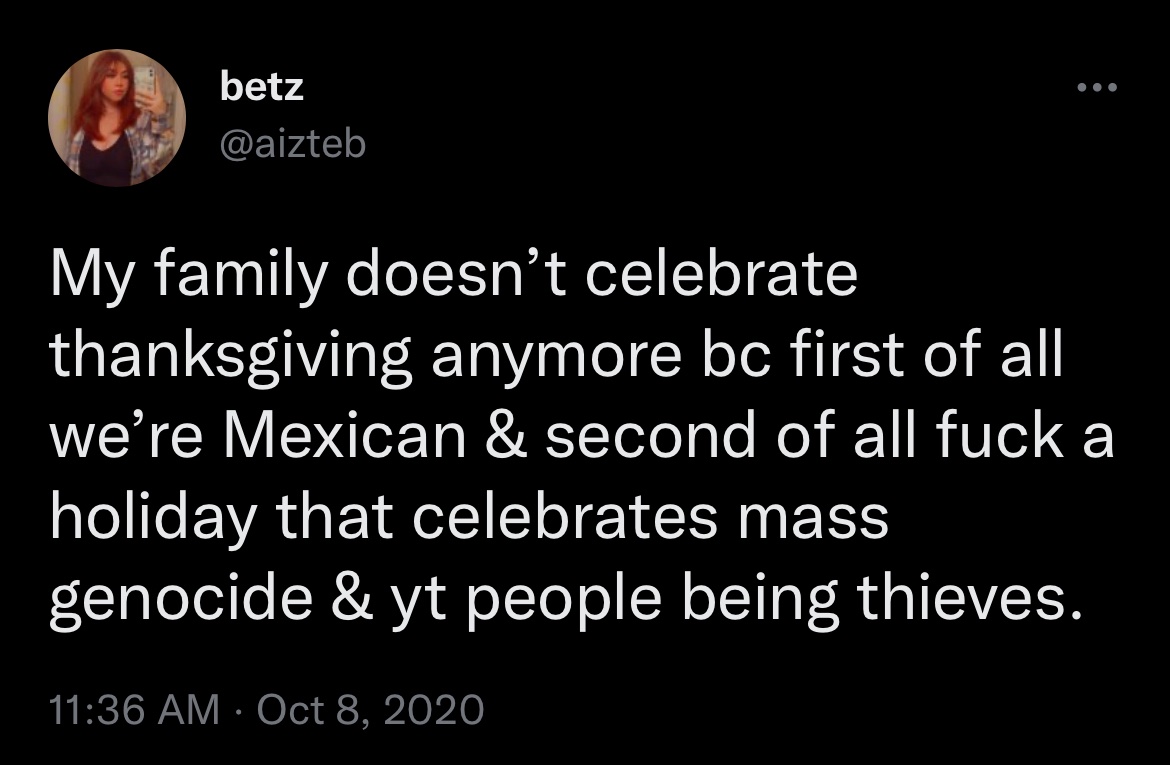 betz
@aizteb
My family doesn’t celebrate
thanksgiving anymore bc first of all
we’re Mexican & second of all fuck a
holiday that celebrates mass
genocide & yt people being thieves.
11:36 AM · Oct 8, 2020